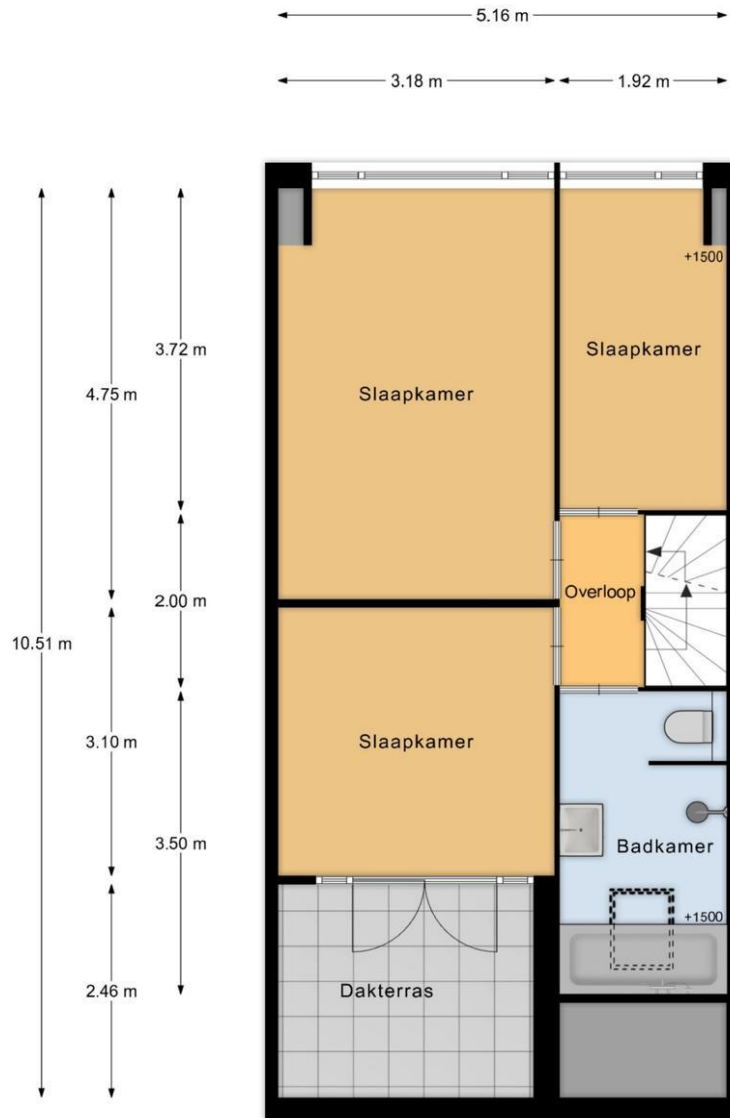 5.16 m
3.18 m
1.92 m
+1500
3.72 m
Slaapkamer
4.75 m
Slaapkamer
Overloop
2.00 m
10.51 m
3.10 m
Slaapkamer
3.50 m
Badkamer
+1500
2.46 m
Dakterras